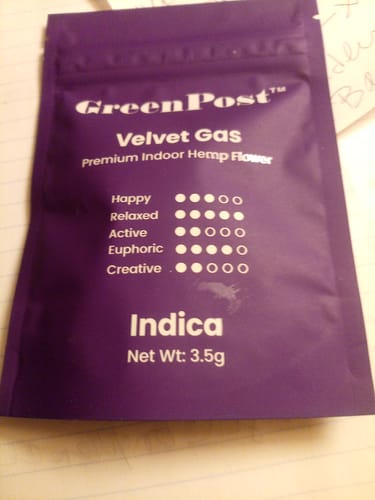 GreenPost™
Velvet Gas
Premium Indoor Hemp Flower
Happy
Relaxed
Active
Euphoric
Creative
Indica
Net Wt: 3.5g